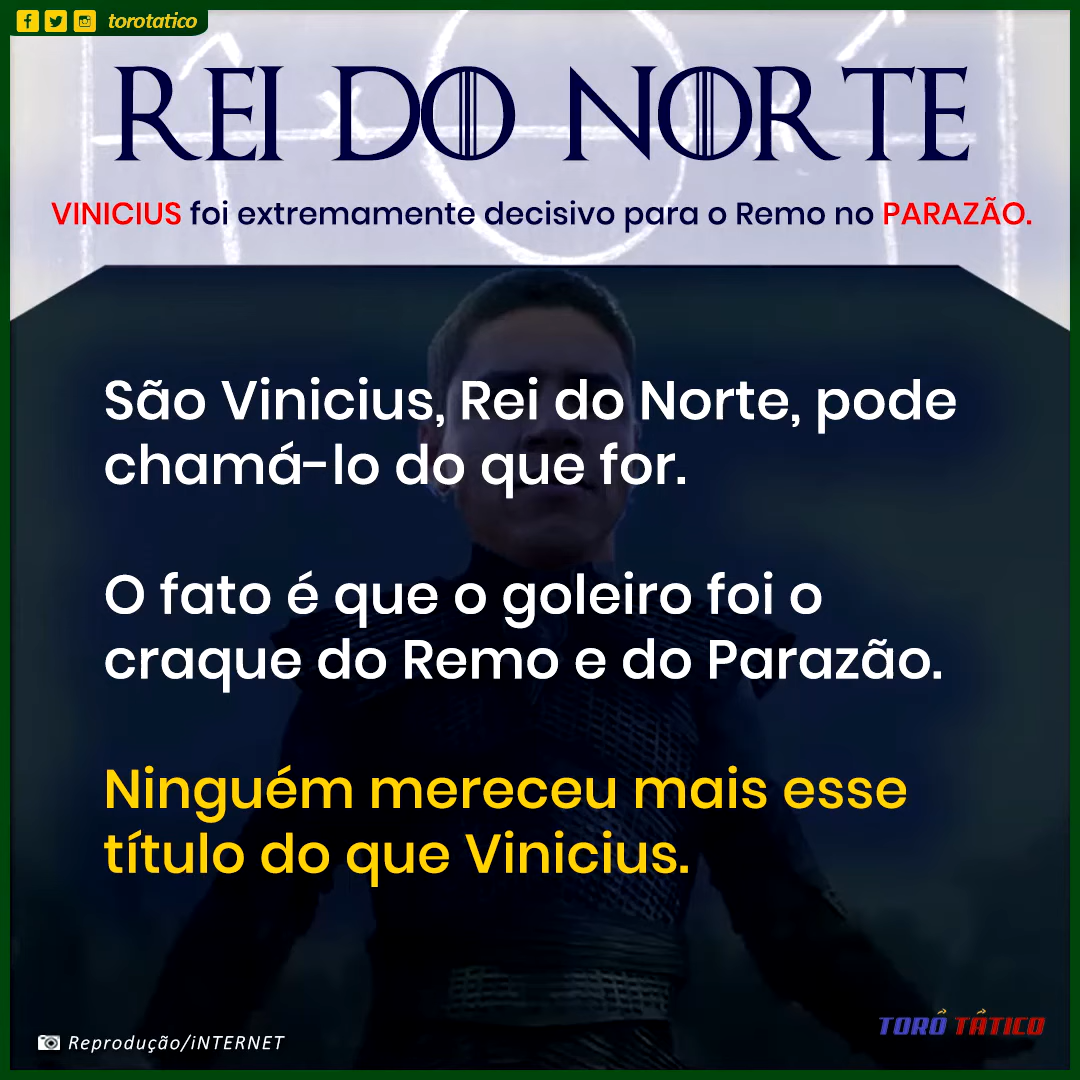 torotatico
REI DO NORTE
VINICIUS foi extremamente decisivo para o Remo no PARAZÃO.
São Vinicius, Rei do Norte, pode
chamá-lo do que for.
O fato é que o goleiro foi o
craque do Remo e do Parazão.
Ninguém mereceu mais esse
título do que Vinicius.
TORÓ TÁTICO
Reprodução/iNTERNET